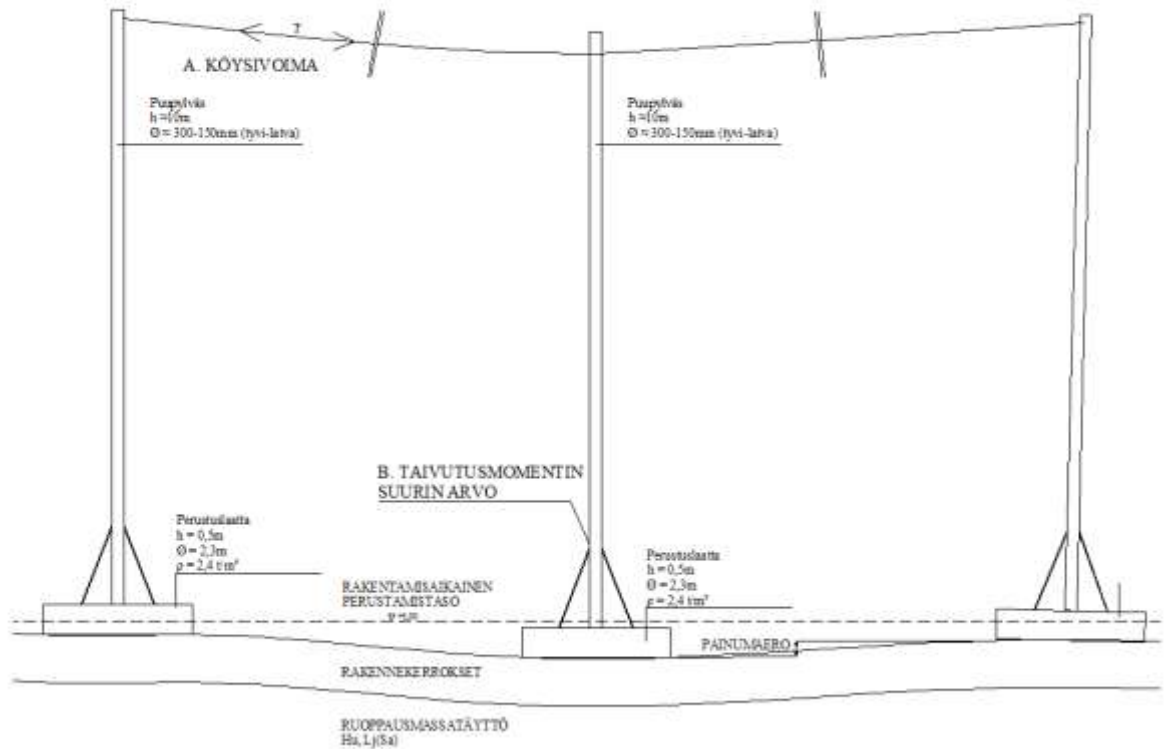 A. KÖYSIVOIMA
Puupylväs
h =10m
Ø = 300-150mm (tyvi-latva)
Puupylväs
h =10m
Ø = 300-150mm (tyvi-latva)
B. TAIVUTUSMOMENTIN
SUURIN ARVO
Perustuslaatta
h = 0,5m
Ø = 2,3m
ρ = 2,4 t/m³
RAKENTAMISAIKAINEN
PERUSTAMISTASO
Perustuslaatta
h = 0,5m
Ø = 2,3m
ρ = 2,4 t/m³
PAINUMAERO
RAKENNEKERROKSET
RUOPPAUSMASSATÄYTTÖ
Hu, Lj(Sa)